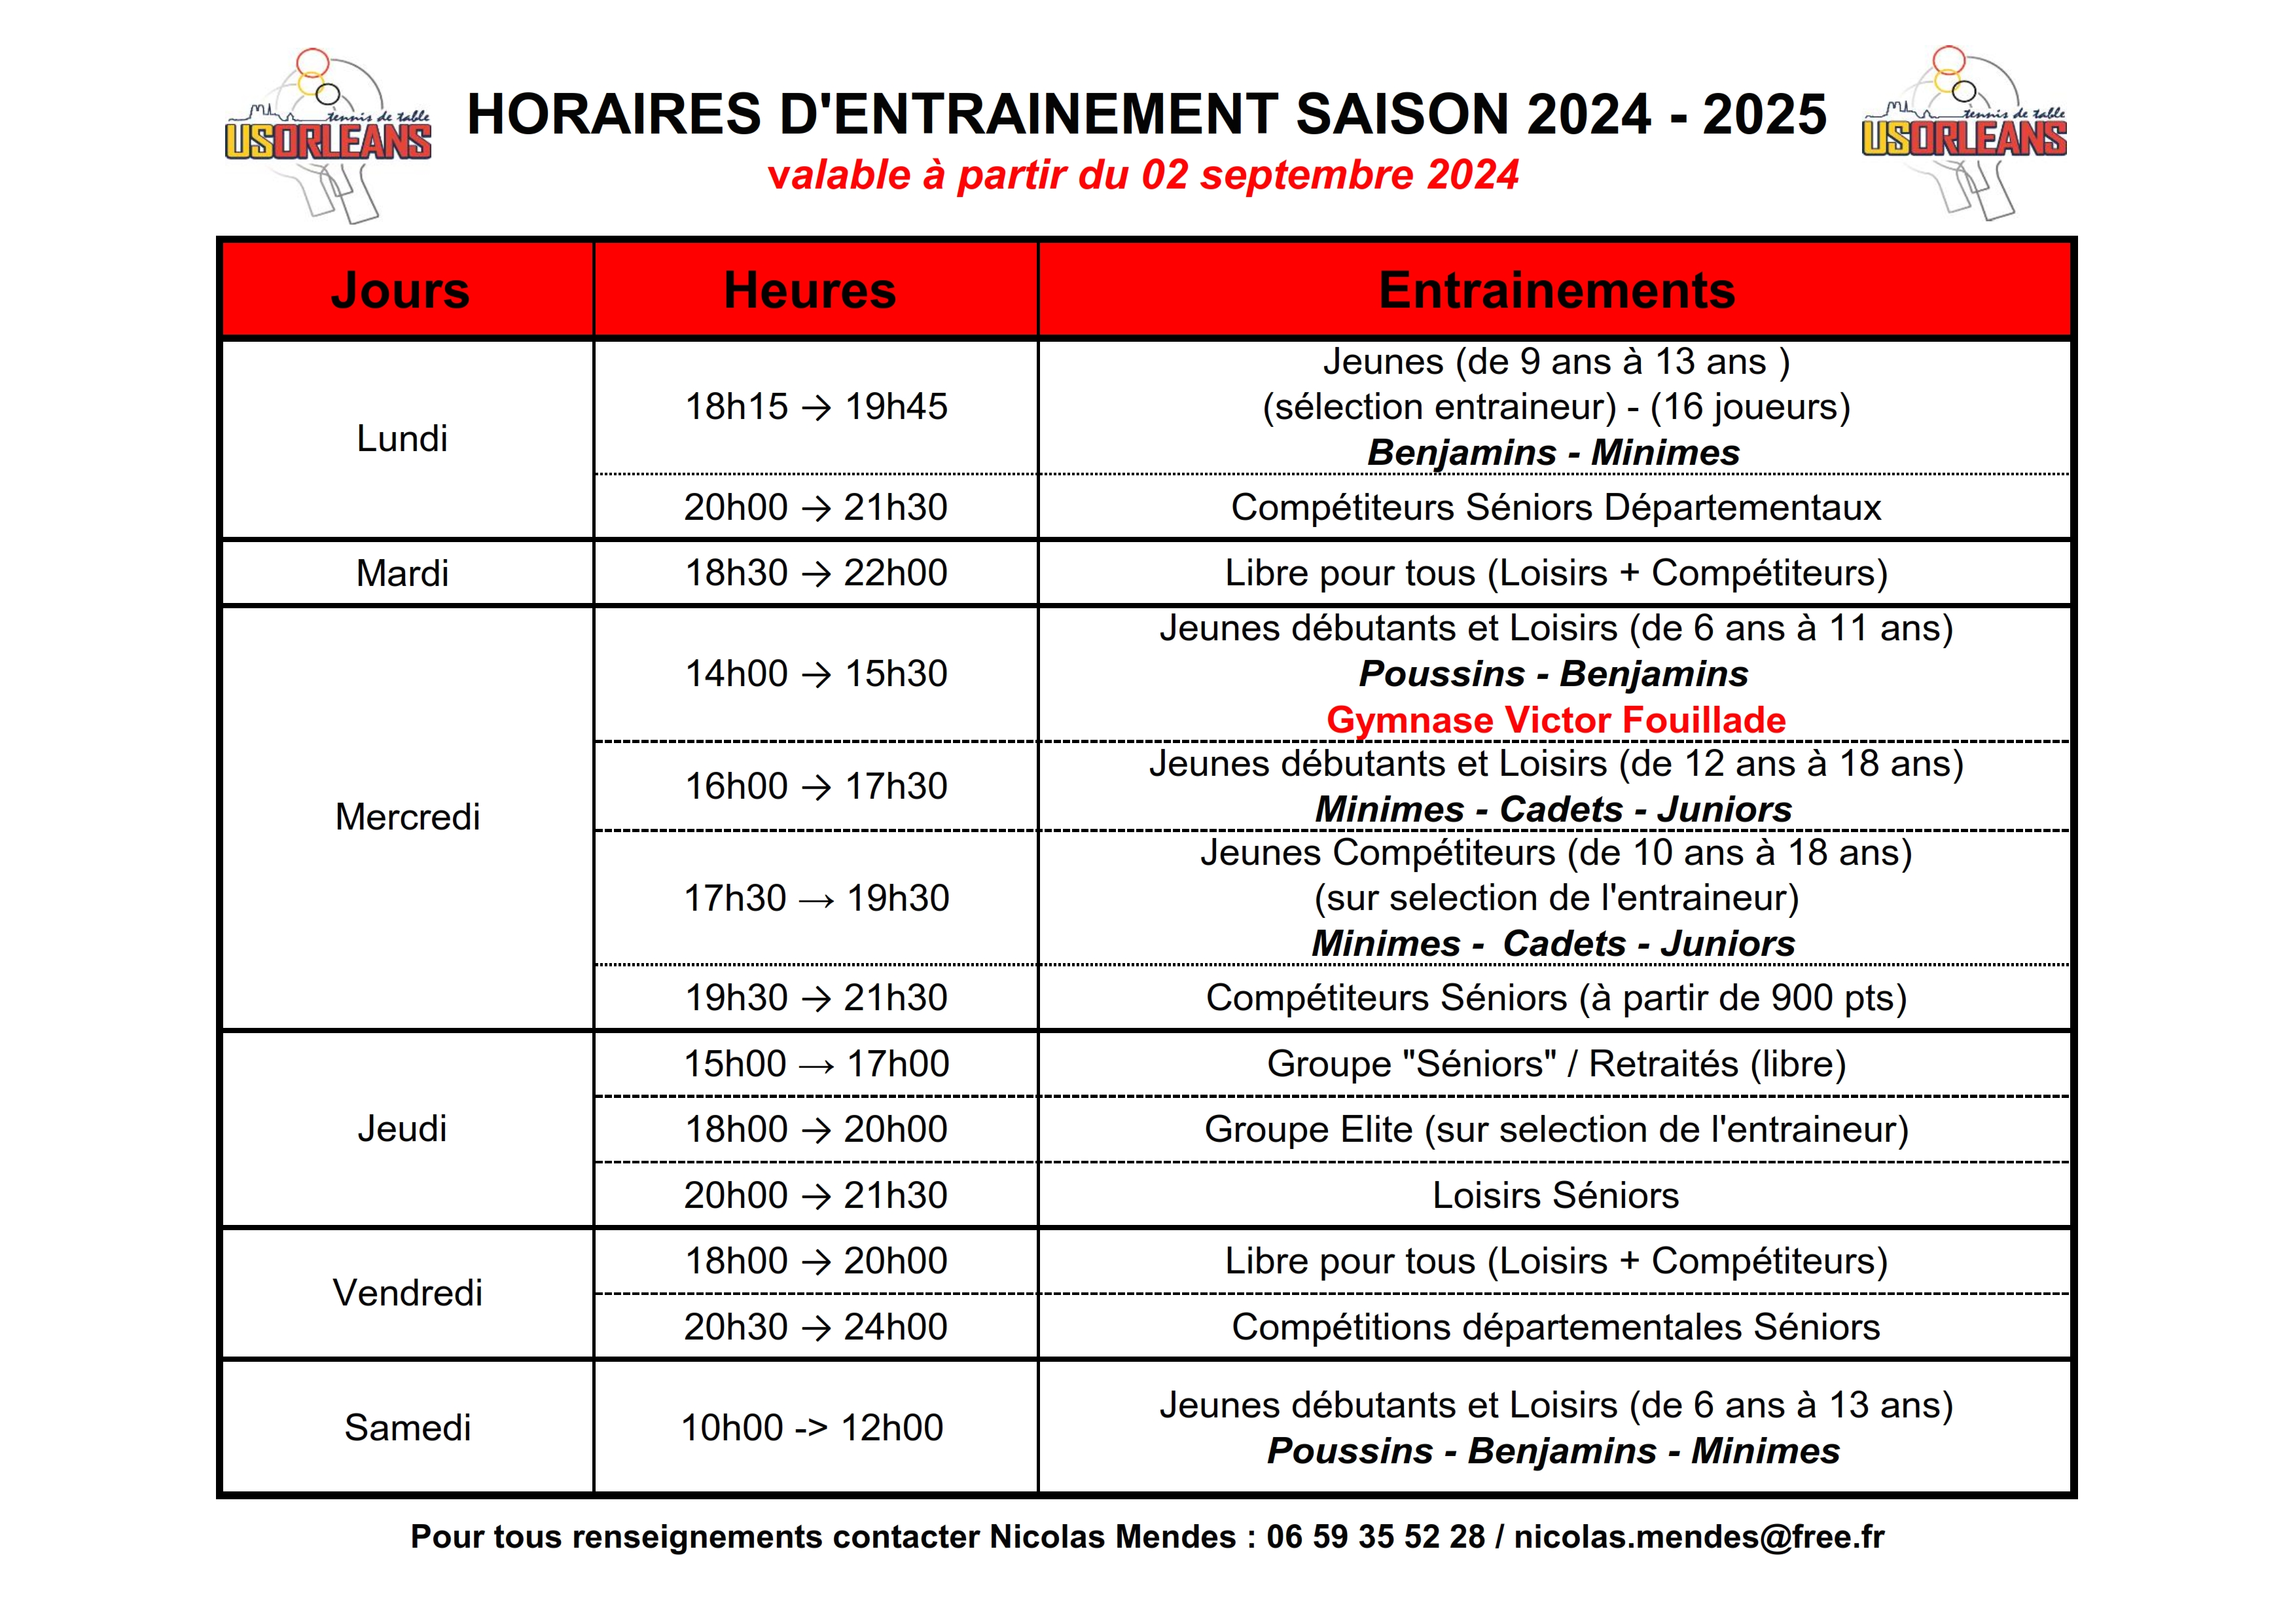 tennis de table
USORLEANS
HORAIRES D'ENTRAINEMENT SAISON 2024 - 2025
valable à partir du 02 septembre 2024
tennis de table
USORLEANS
Jours Heures Entrainements
Lundi
18h15 → 19h45
Jeunes (de 9 ans à 13 ans )
(sélection entraineur) - (16 joueurs)
Benjamins - Minimes
20h00 → 21h30 Compétiteurs Séniors Départementaux
Mardi 18h30 → 22h00 Libre pour tous (Loisirs + Compétiteurs)
Mercredi
14h00 → 15h30
Jeunes débutants et Loisirs (de 6 ans à 11 ans)
Poussins - Benjamins
Gymnase Victor Fouillade
16h00 → 17h30
Jeunes débutants et Loisirs (de 12 ans à 18 ans)
Minimes - Cadets - Juniors
17h30 → 19h30
Jeunes Compétiteurs (de 10 ans à 18 ans)
(sur selection de l'entraineur)
Minimes - Cadets - Juniors
19h30 → 21h30 Compétiteurs Séniors (à partir de 900 pts)
Jeudi
15h00 → 17h00 Groupe "Séniors" / Retraités (libre)
18h00 → 20h00 Groupe Elite (sur selection de l'entraineur)
20h00 → 21h30 Loisirs Séniors
Vendredi
18h00 → 20h00 Libre pour tous (Loisirs + Compétiteurs)
20h30 → 24h00 Compétitions départementales Séniors
Samedi
10h00 -> 12h00
Jeunes débutants et Loisirs (de 6 ans à 13 ans)
Poussins - Benjamins - Minimes
Pour tous renseignements contacter Nicolas Mendes : 06 59 35 52 28 / nicolas.mendes@free.fr